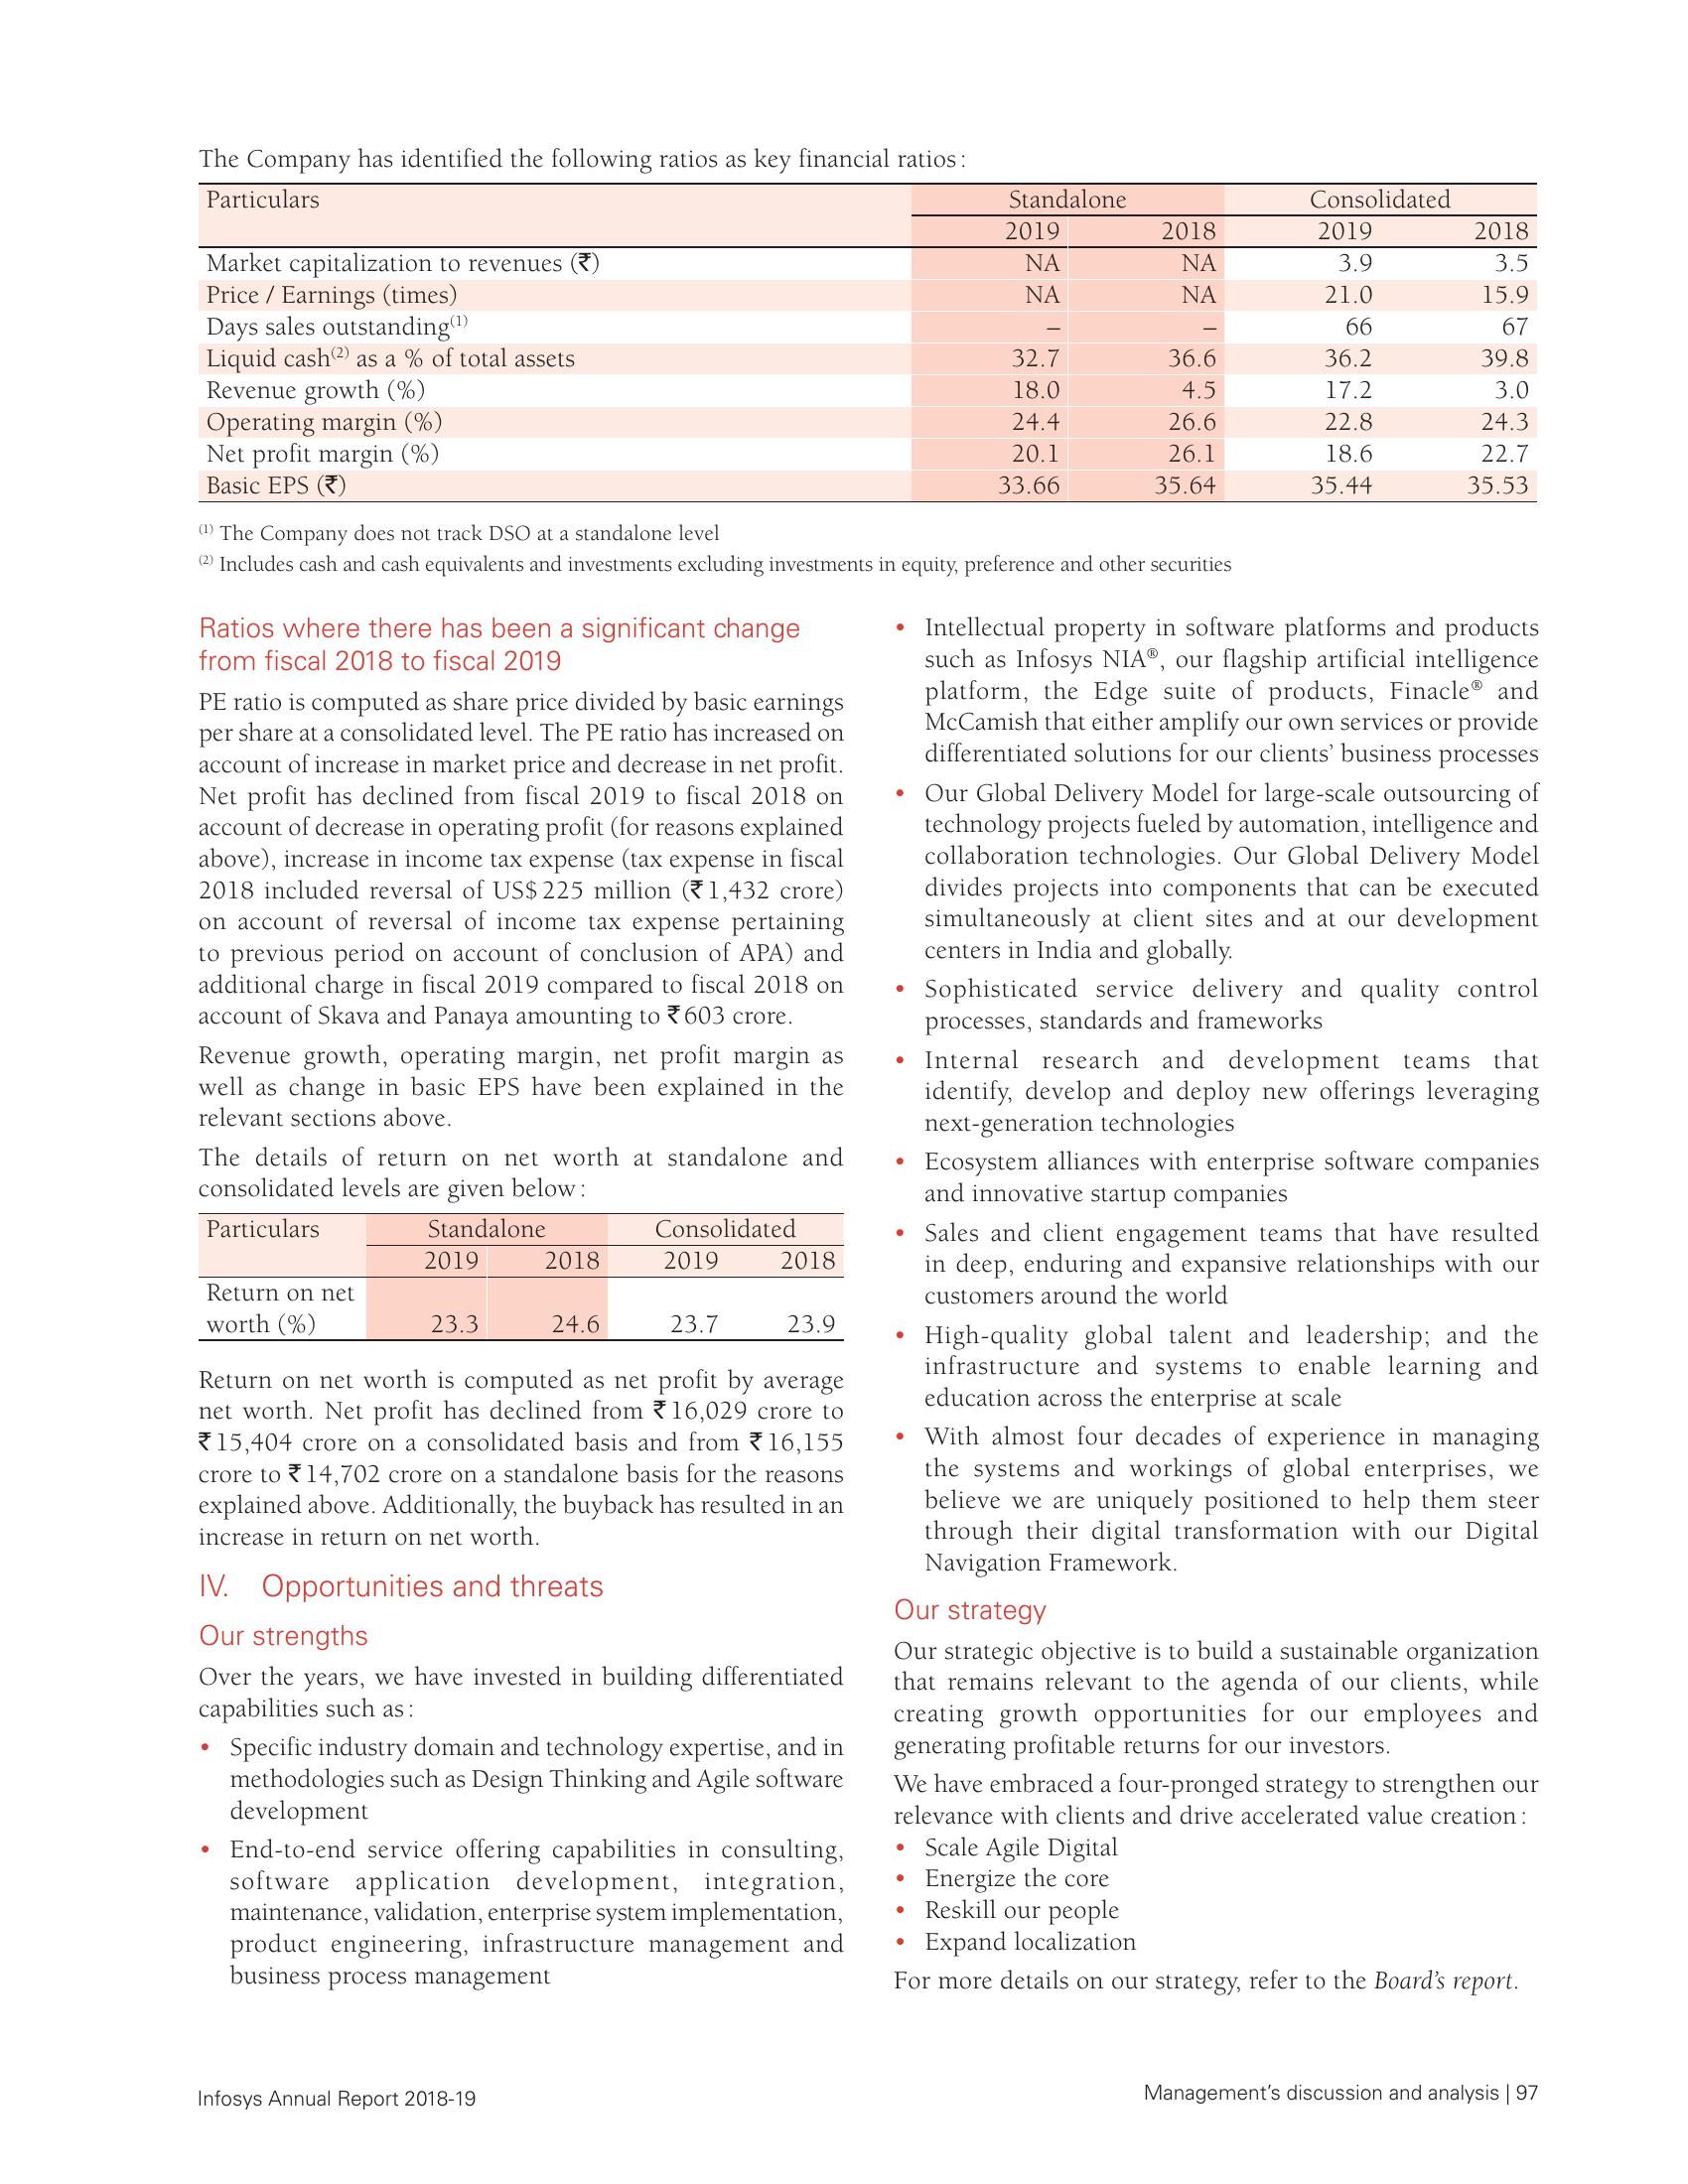 The Company has identified the following ratios as key financial ratios:
Particulars Standalone Consolidated
2019 2018 2019 2018
Market capitalization to revenues (₹) NA NA 3.9 3.5
Price / Earnings (times) NA NA 21.0 15.9
Days sales outstanding(1) – – 66 67
Liquid cash(2) as a % of total assets 32.7 36.6 36.2 39.8
Revenue growth (%) 18.0 4.5 17.2 3.0
Operating margin (%) 24.4 26.6 22.8 24.3
Net profit margin (%) 20.1 26.1 18.6 22.7
Basic EPS (₹) 33.66 35.64 35.44 35.53
(1) The Company does not track DSO at a standalone level
(2) Includes cash and cash equivalents and investments excluding investments in equity, preference and other securities
Ratios where there has been a significant change
from fiscal 2018 to fiscal 2019
PE ratio is computed as share price divided by basic earnings
per share at a consolidated level. The PE ratio has increased on
account of increase in market price and decrease in net profit.
Net profit has declined from fiscal 2019 to fiscal 2018 on
account of decrease in operating profit (for reasons explained
above), increase in income tax expense (tax expense in fiscal
2018 included reversal of US$ 225 million (₹ 1,432 crore)
on account of reversal of income tax expense pertaining
to previous period on account of conclusion of APA) and
additional charge in fiscal 2019 compared to fiscal 2018 on
account of Skava and Panaya amounting to ₹ 603 crore.
Revenue growth, operating margin, net profit margin as
well as change in basic EPS have been explained in the
relevant sections above.
The details of return on net worth at standalone and
consolidated levels are given below:
Particulars Standalone Consolidated
2019 2018 2019 2018
Return on net
worth (%) 23.3 24.6 23.7 23.9
Return on net worth is computed as net profit by average
net worth. Net profit has declined from ₹ 16,029 crore to
₹ 15,404 crore on a consolidated basis and from ₹ 16,155
crore to ₹ 14,702 crore on a standalone basis for the reasons
explained above. Additionally, the buyback has resulted in an
increase in return on net worth.
IV. Opportunities and threats
Our strengths
Over the years, we have invested in building differentiated
capabilities such as:
• Specific industry domain and technology expertise, and in
methodologies such as Design Thinking and Agile software
development
• End-to-end service offering capabilities in consulting,
software application development, integration,
maintenance, validation, enterprise system implementation,
product engineering, infrastructure management and
business process management
• Intellectual property in software platforms and products
such as Infosys NIA®, our flagship artificial intelligence
platform, the Edge suite of products, Finacle® and
McCamish that either amplify our own services or provide
differentiated solutions for our clients' business processes
• Our Global Delivery Model for large-scale outsourcing of
technology projects fueled by automation, intelligence and
collaboration technologies. Our Global Delivery Model
divides projects into components that can be executed
simultaneously at client sites and at our development
centers in India and globally.
• Sophisticated service delivery and quality control
processes, standards and frameworks
• Internal research and development teams that
identify, develop and deploy new offerings leveraging
next-generation technologies
• Ecosystem alliances with enterprise software companies
and innovative startup companies
• Sales and client engagement teams that have resulted
in deep, enduring and expansive relationships with our
customers around the world
• High-quality global talent and leadership; and the
infrastructure and systems to enable learning and
education across the enterprise at scale
• With almost four decades of experience in managing
the systems and workings of global enterprises, we
believe we are uniquely positioned to help them steer
through their digital transformation with our Digital
Navigation Framework.
Our strategy
Our strategic objective is to build a sustainable organization
that remains relevant to the agenda of our clients, while
creating growth opportunities for our employees and
generating profitable returns for our investors.
We have embraced a four-pronged strategy to strengthen our
relevance with clients and drive accelerated value creation:
• Scale Agile Digital
• Energize the core
• Reskill our people
• Expand localization
For more details on our strategy, refer to the Board's report.
Infosys Annual Report 2018-19
Management's discussion and analysis | 97